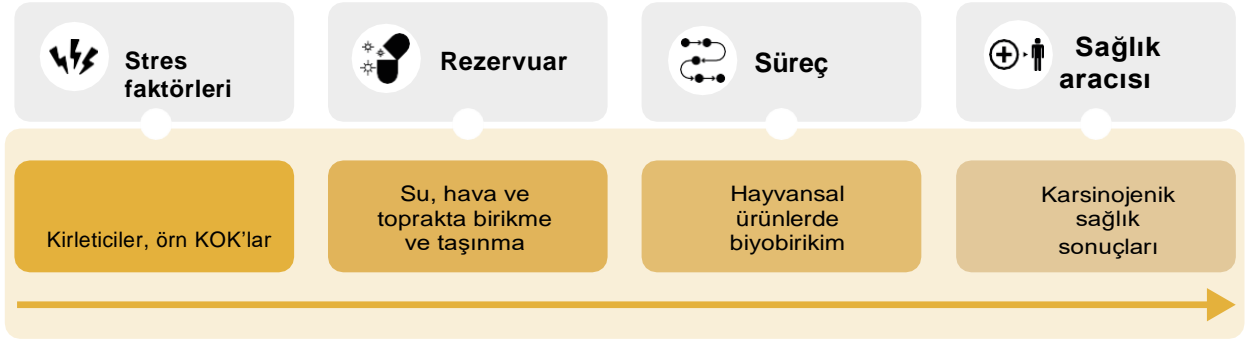 Stres
faktörleri
Rezervuar
Süreç
Sağlık
aracısı
Kirleticiler, örn KOK’lar
Su, hava ve
toprakta birikme
ve taşınma
Hayvansal
ürünlerde
biyobirikim
Karsinojenik
sağlık
sonuçları